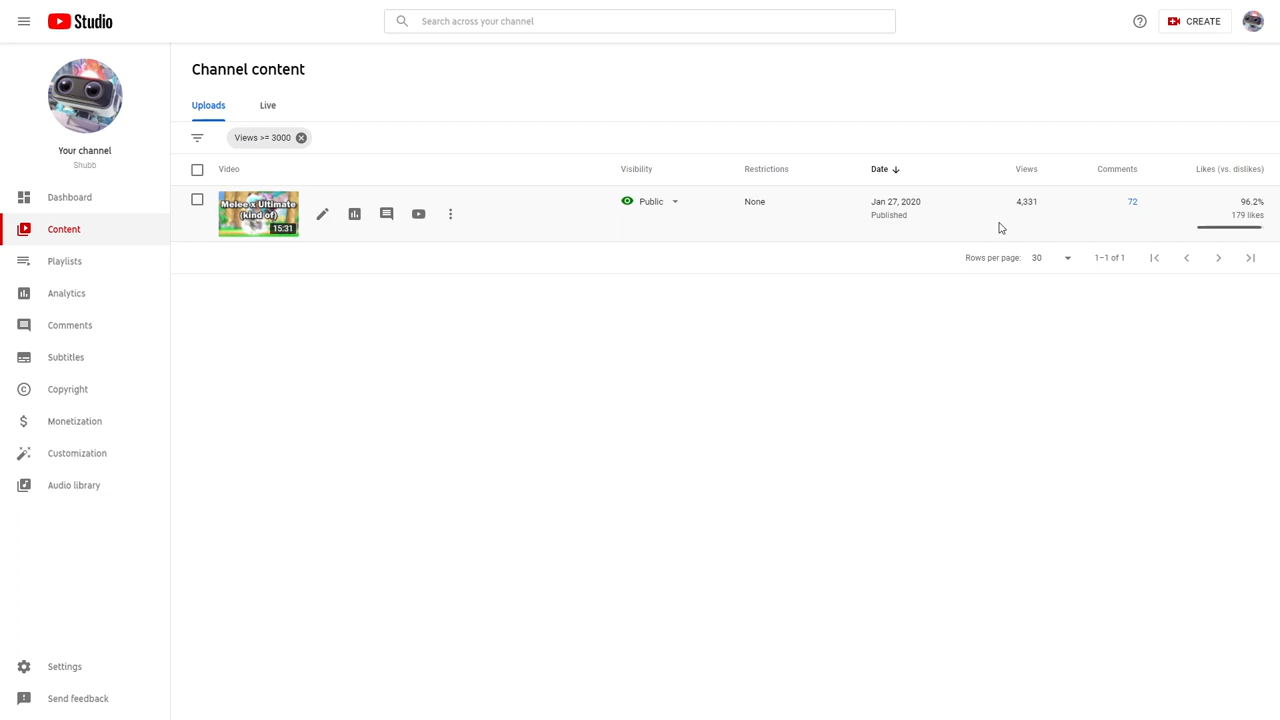 Studio
Search across your channel
CREATE
Your channel
Shubb
Dashboard
Content
Playlists
Analytics
Comments
Subtitles
Copyright
Monetization
Customization
Audio library
Settings
Send feedback
Channel content
Uploads
Live
Views >= 3000
Video
Visibility
Restrictions
Date
Views
Comments
Likes (vs. dislikes)
Melee x Ultimate
(kind of)
15:31
Public
None
Jan 27, 2020
Published
4,331
72
96.2%
179 likes
Rows per page:
30
1–1 of 1